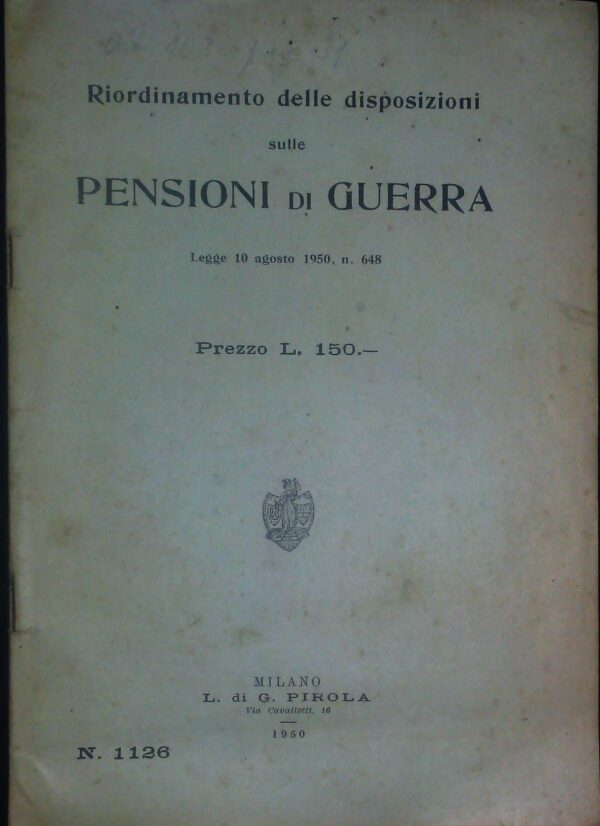 Riordinamento delle disposizioni
sulle
PENSIONI DI GUERRA
Legge 10 agosto 1950, n. 648
Prezzo L. 150.—
MILANO
L. di G. PIROLA
Via Cavallotti, 16
1950
N. 1126